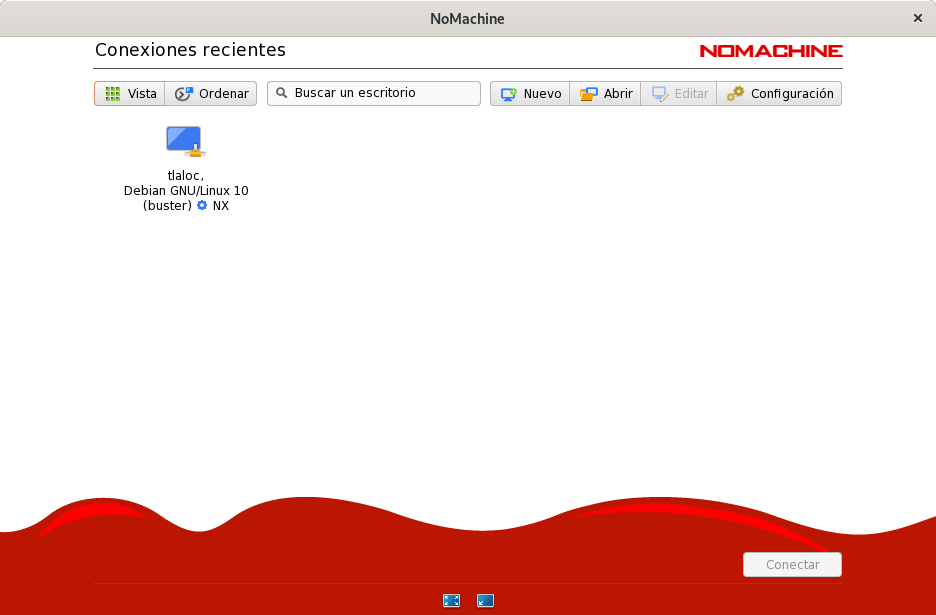 NoMachine
Conexiones recientes
NOMACHINE
Vista
Ordenar
Buscar un escritorio
Nuevo
Abrir
Editar
Configuración
tlaloc,
Debian GNU/Linux 10
(buster) NX
Conectar